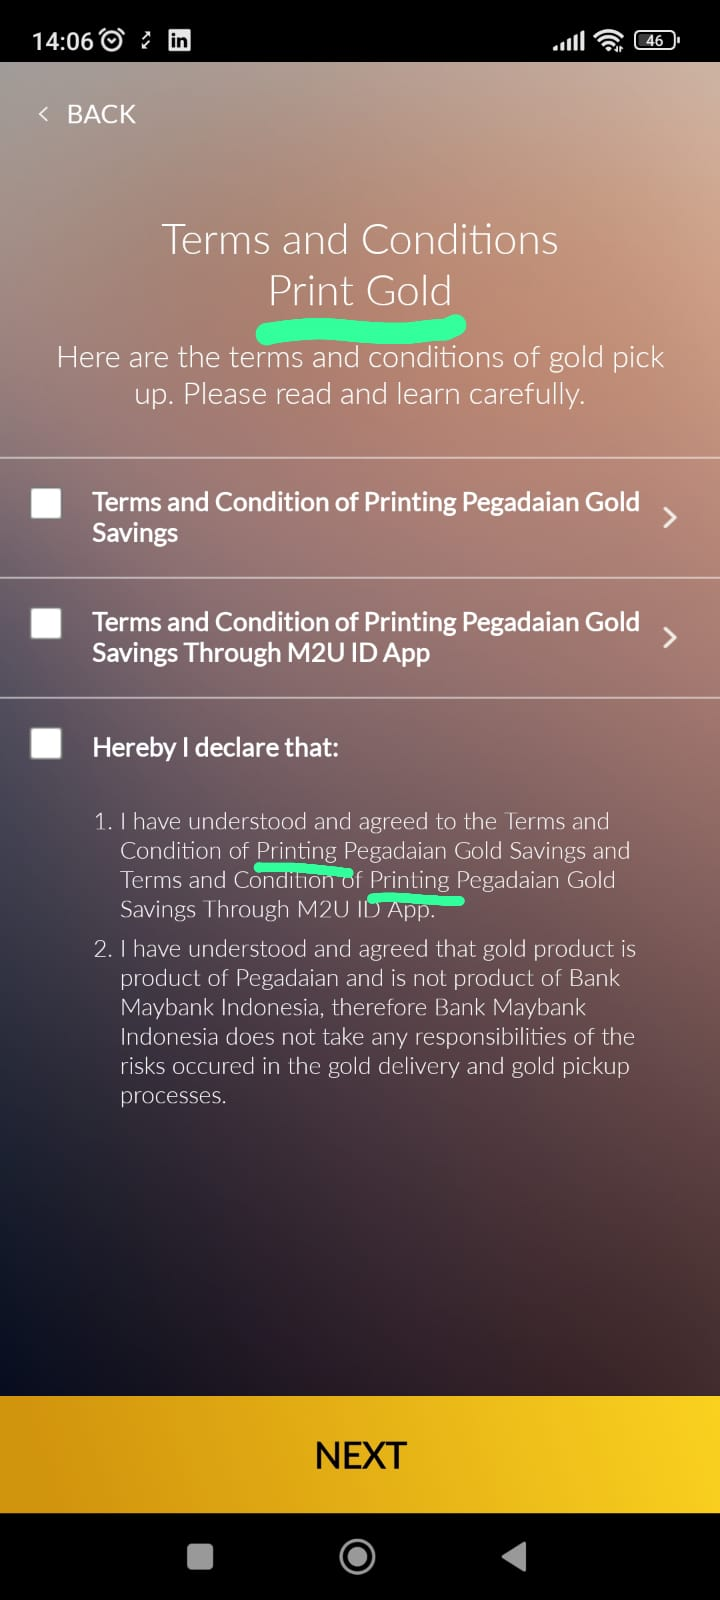 14:06 in 46
< BACK
Terms and Conditions
Print Gold
Here are the terms and conditions of gold pick
up. Please read and learn carefully.
Terms and Condition of Printing Pegadaian Gold
Savings
Terms and Condition of Printing Pegadaian Gold
Savings Through M2U ID App
Hereby I declare that:
1. I have understood and agreed to the Terms and
Condition of Printing Pegadaian Gold Savings and
Terms and Condition of Printing Pegadaian Gold
Savings Through M2U ID App.
2. I have understood and agreed that gold product is
product of Pegadaian and is not product of Bank
Maybank Indonesia, therefore Bank Maybank
Indonesia does not take any responsibilities of the
risks occured in the gold delivery and gold pickup
processes.
NEXT